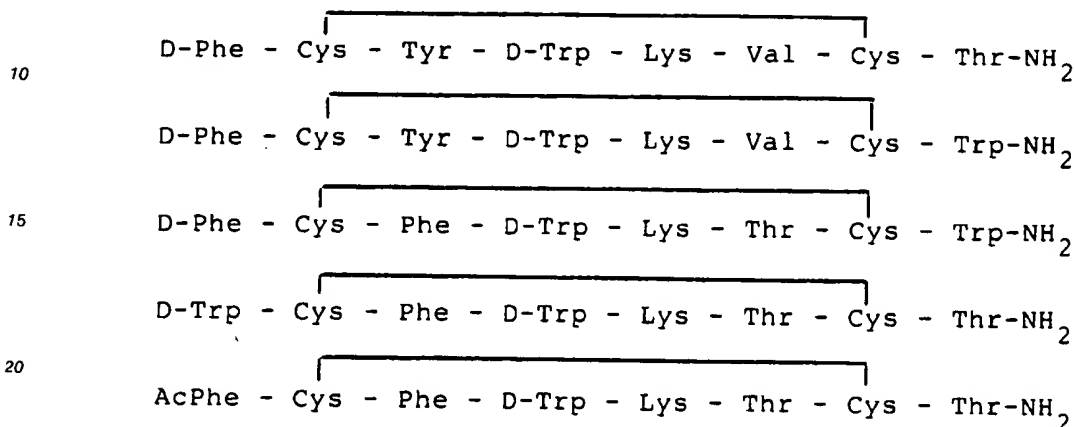 D-Phe - Cys - Tyr - D-Trp - Lys - Val - Cys - Thr-NH2
10
D-Phe - Cys - Tyr - D-Trp - Lys - Val - Cys - Trp-NH2
15 D-Phe - Cys - Phe - D-Trp - Lys - Thr - Cys - Trp-NH2
D-Trp - Cys - Phe - D-Trp - Lys - Thr - Cys - Thr-NH2
20
AcPhe - Cys - Phe - D-Trp - Lys - Thr - Cys - Thr-NH2